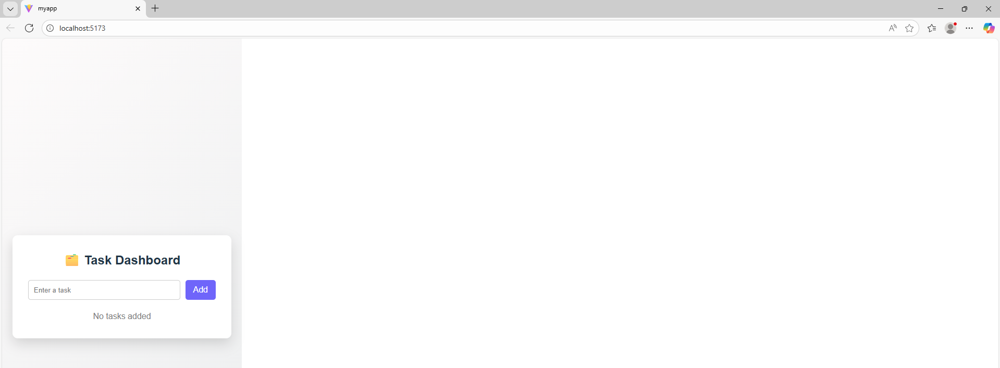 myapp
localhost:5173
Task Dashboard
Enter a task
Add
No tasks added